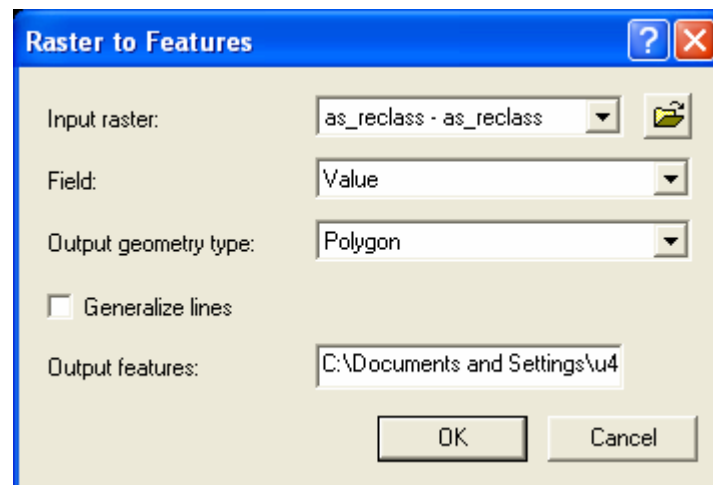 Raster to Features
Input raster: as_reclass - as_reclass
Field: Value
Output geometry type: Polygon
Generalize lines
Output features: C:\Documents and Settings\u4
OK Cancel